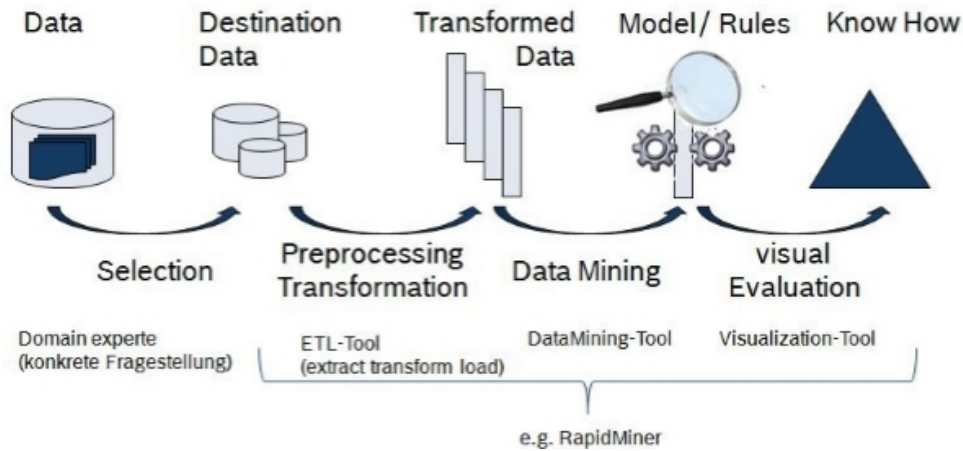 Data
Destination
Data
Transformed
Data
Model/ Rules
Know How
Selection
Preprocessing
Transformation
Data Mining
visual
Evaluation
Domain experte
(konkrete Fragestellung)
ETL-Tool
(extract transform load)
DataMining-Tool
Visualization-Tool
e.g. RapidMiner